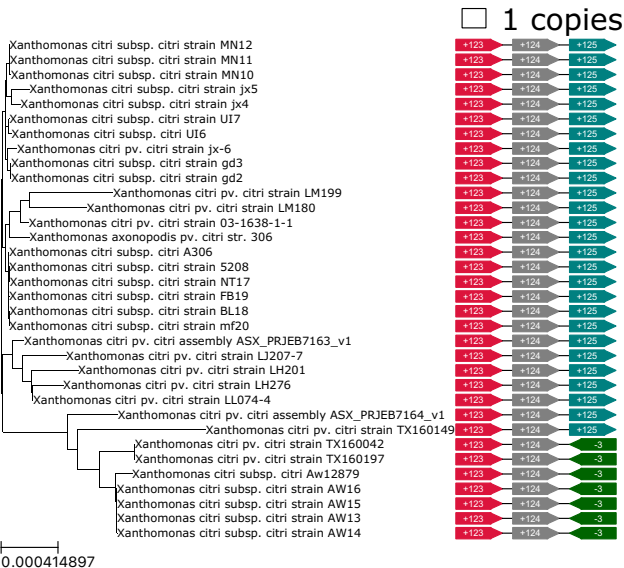 1 copies
Xanthomonas citri subsp. citri strain MN12 +123 +124 +125
Xanthomonas citri subsp. citri strain MN11 +123 +124 +125
Xanthomonas citri subsp. citri strain MN10 +123 +124 +125
Xanthomonas citri subsp. citri strain jx5 +123 +124 +125
Xanthomonas citri subsp. citri strain jx4 +123 +124 +125
Xanthomonas citri subsp. citri strain UI7 +123 +124 +125
Xanthomonas citri subsp. citri UI6 +123 +124 +125
Xanthomonas citri pv. citri strain jx-6 +123 +124 +125
Xanthomonas citri subsp. citri strain gd3 +123 +124 +125
Xanthomonas citri subsp. citri strain gd2 +123 +124 +125
Xanthomonas citri pv. citri strain LM199 +123 +124 +125
Xanthomonas citri pv. citri strain LM180 +123 +124 +125
Xanthomonas citri pv. citri strain 03-1638-1-1 +123 +124 +125
Xanthomonas axonopodis pv. citri str. 306 +123 +124 +125
Xanthomonas citri subsp. citri A306 +123 +124 +125
Xanthomonas citri subsp. citri strain 5208 +123 +124 +125
Xanthomonas citri subsp. citri strain NT17 +123 +124 +125
Xanthomonas citri subsp. citri strain FB19 +123 +124 +125
Xanthomonas citri subsp. citri strain BL18 +123 +124 +125
Xanthomonas citri subsp. citri strain mf20 +123 +124 +125
Xanthomonas citri pv. citri assembly ASX_PRJEB7163_v1 +123 +124 +125
Xanthomonas citri pv. citri strain LJ207-7 +123 +124 +125
Xanthomonas citri pv. citri strain LH201 +123 +124 +125
Xanthomonas citri pv. citri strain LH276 +123 +124 +125
Xanthomonas citri pv. citri strain LL074-4 +123 +124 +125
Xanthomonas citri pv. citri assembly ASX_PRJEB7164_v1 +123 +124 +125
Xanthomonas citri pv. citri strain TX160149 +123 +124 +125
Xanthomonas citri pv. citri strain TX160042 +123 +124 -3
Xanthomonas citri pv. citri strain TX160197 +123 +124 -3
Xanthomonas citri subsp. citri Aw12879 +123 +124 -3
Xanthomonas citri subsp. citri strain AW16 +123 +124 -3
Xanthomonas citri subsp. citri strain AW15 +123 +124 -3
Xanthomonas citri subsp. citri strain AW13 +123 +124 -3
Xanthomonas citri subsp. citri strain AW14 +123 +124 -3
0.000414897